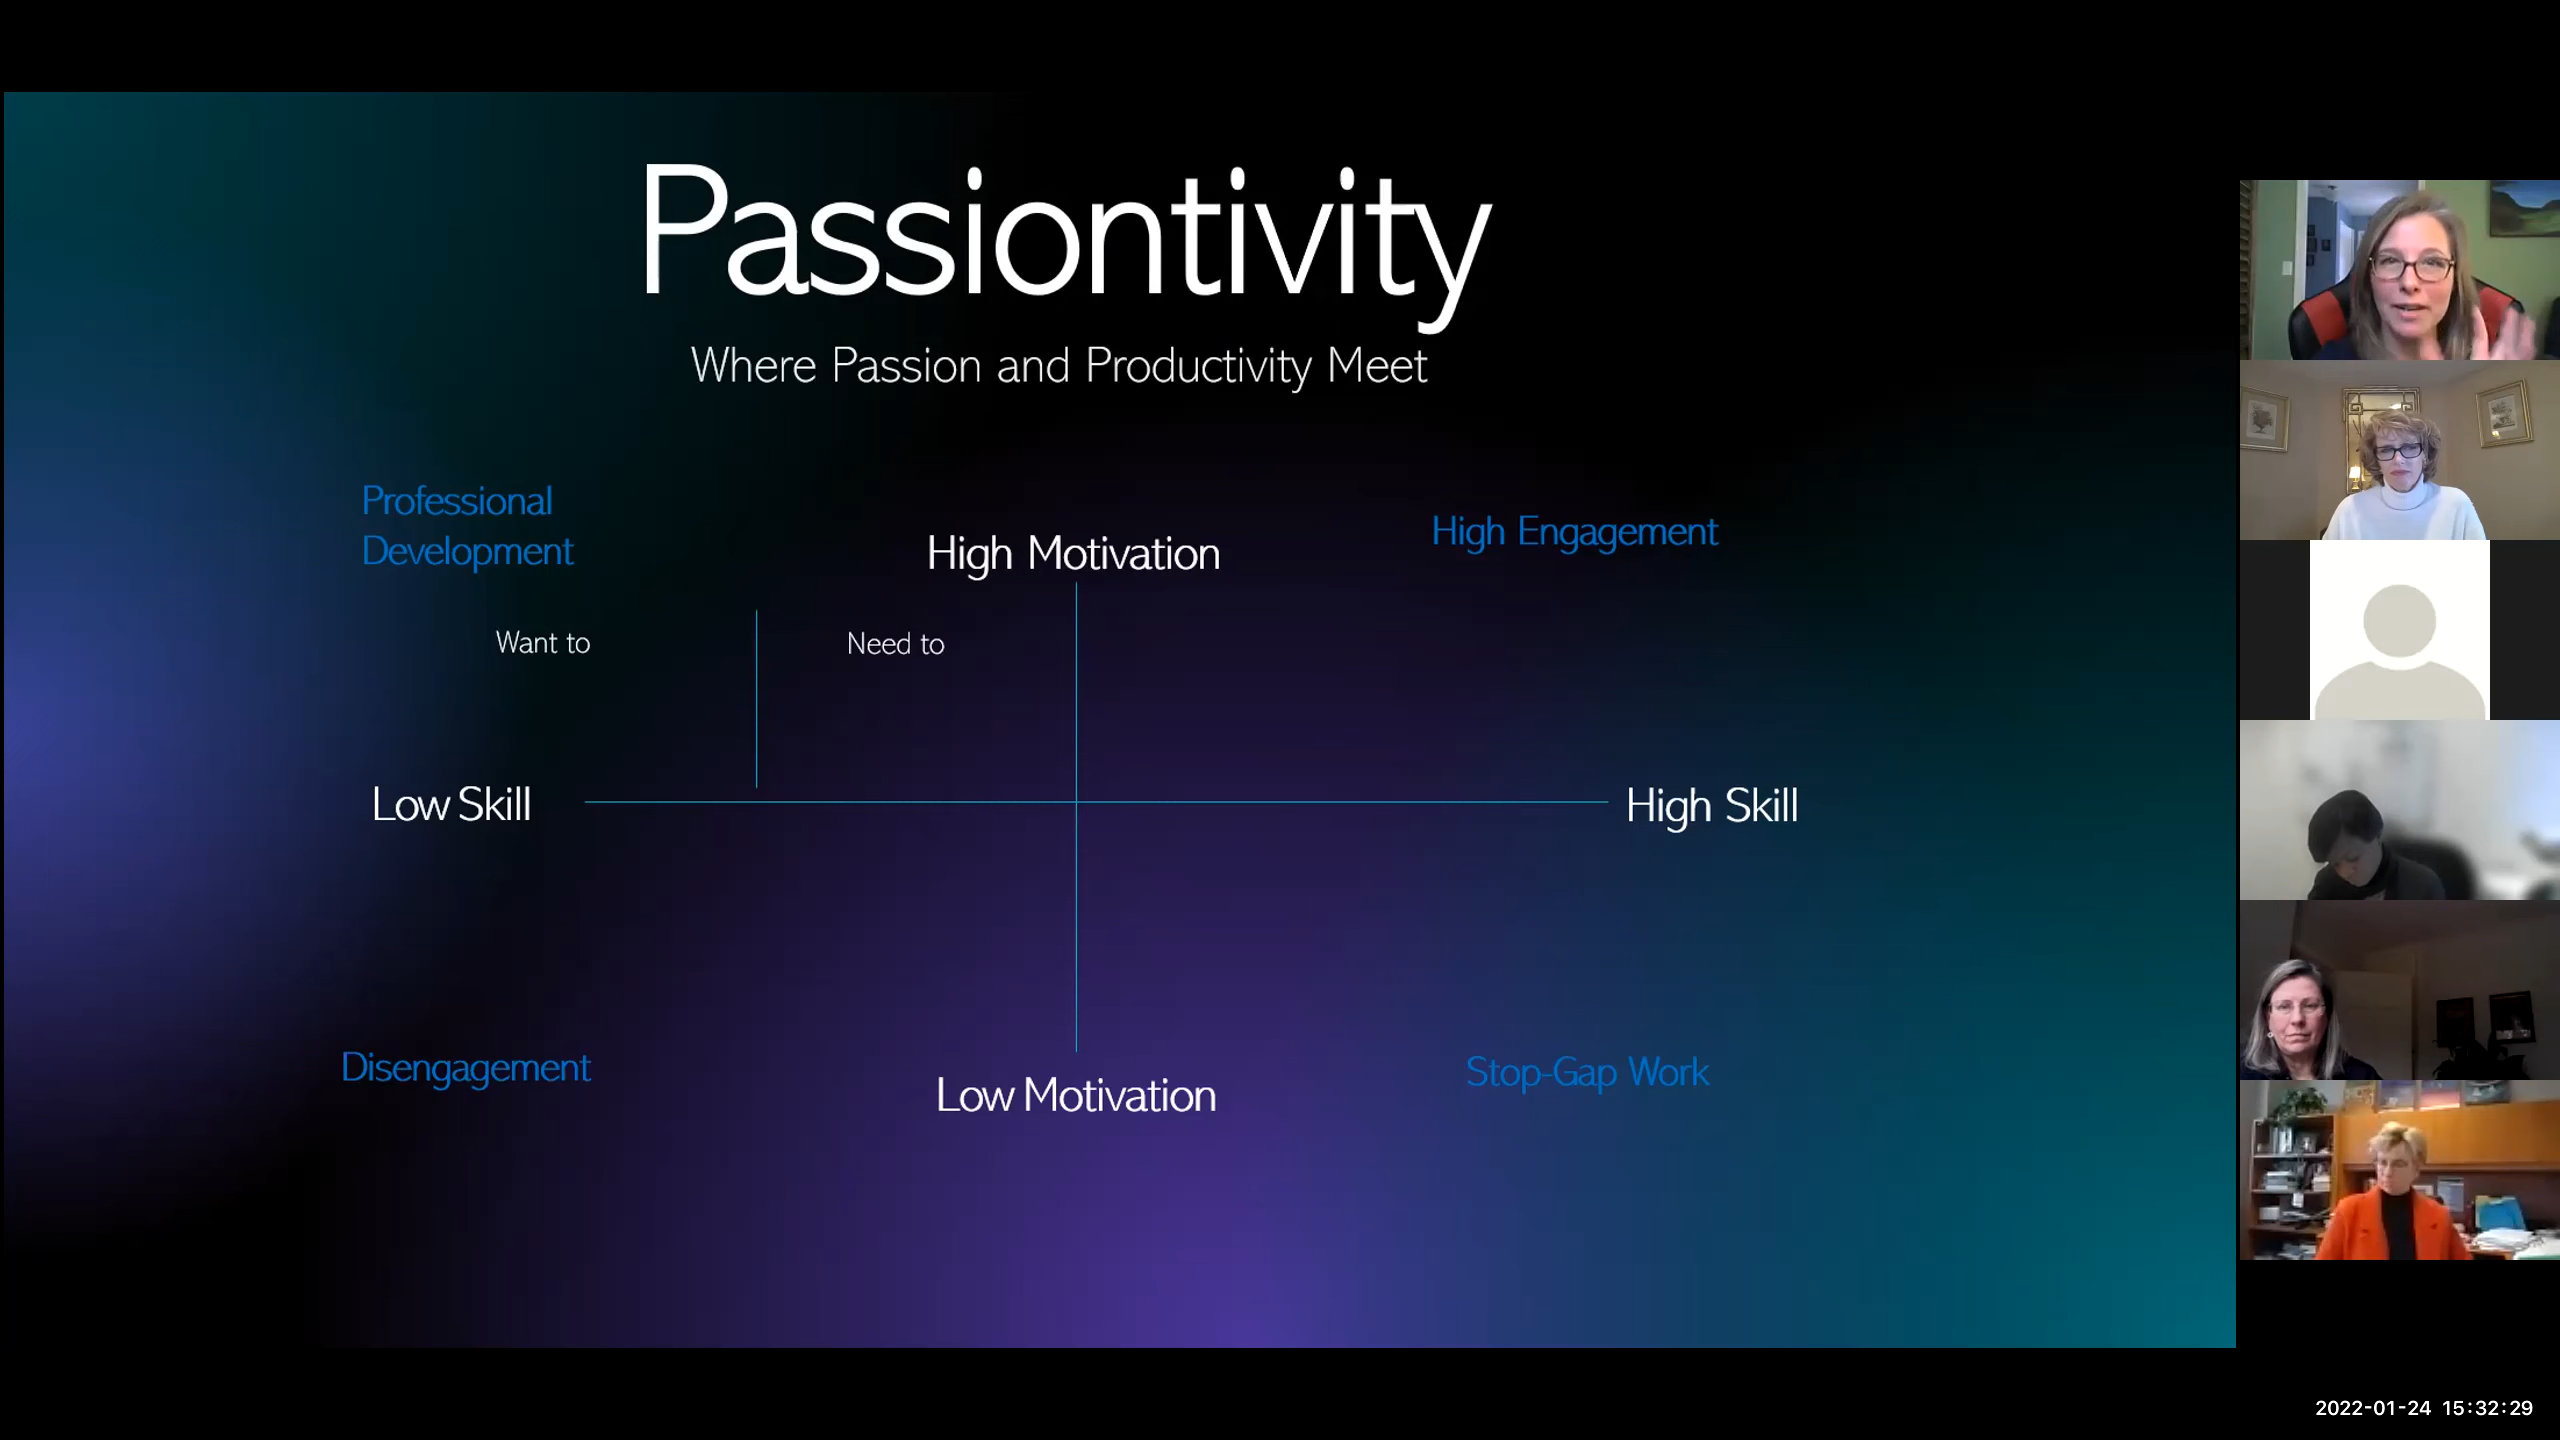 Passiontivity
Where Passion and Productivity Meet
Professional
Development
High Engagement
High Motivation
Want to
Need to
Low Skill
High Skill
Disengagement
Stop-Gap Work
Low Motivation
2022-01-24 15:32:29